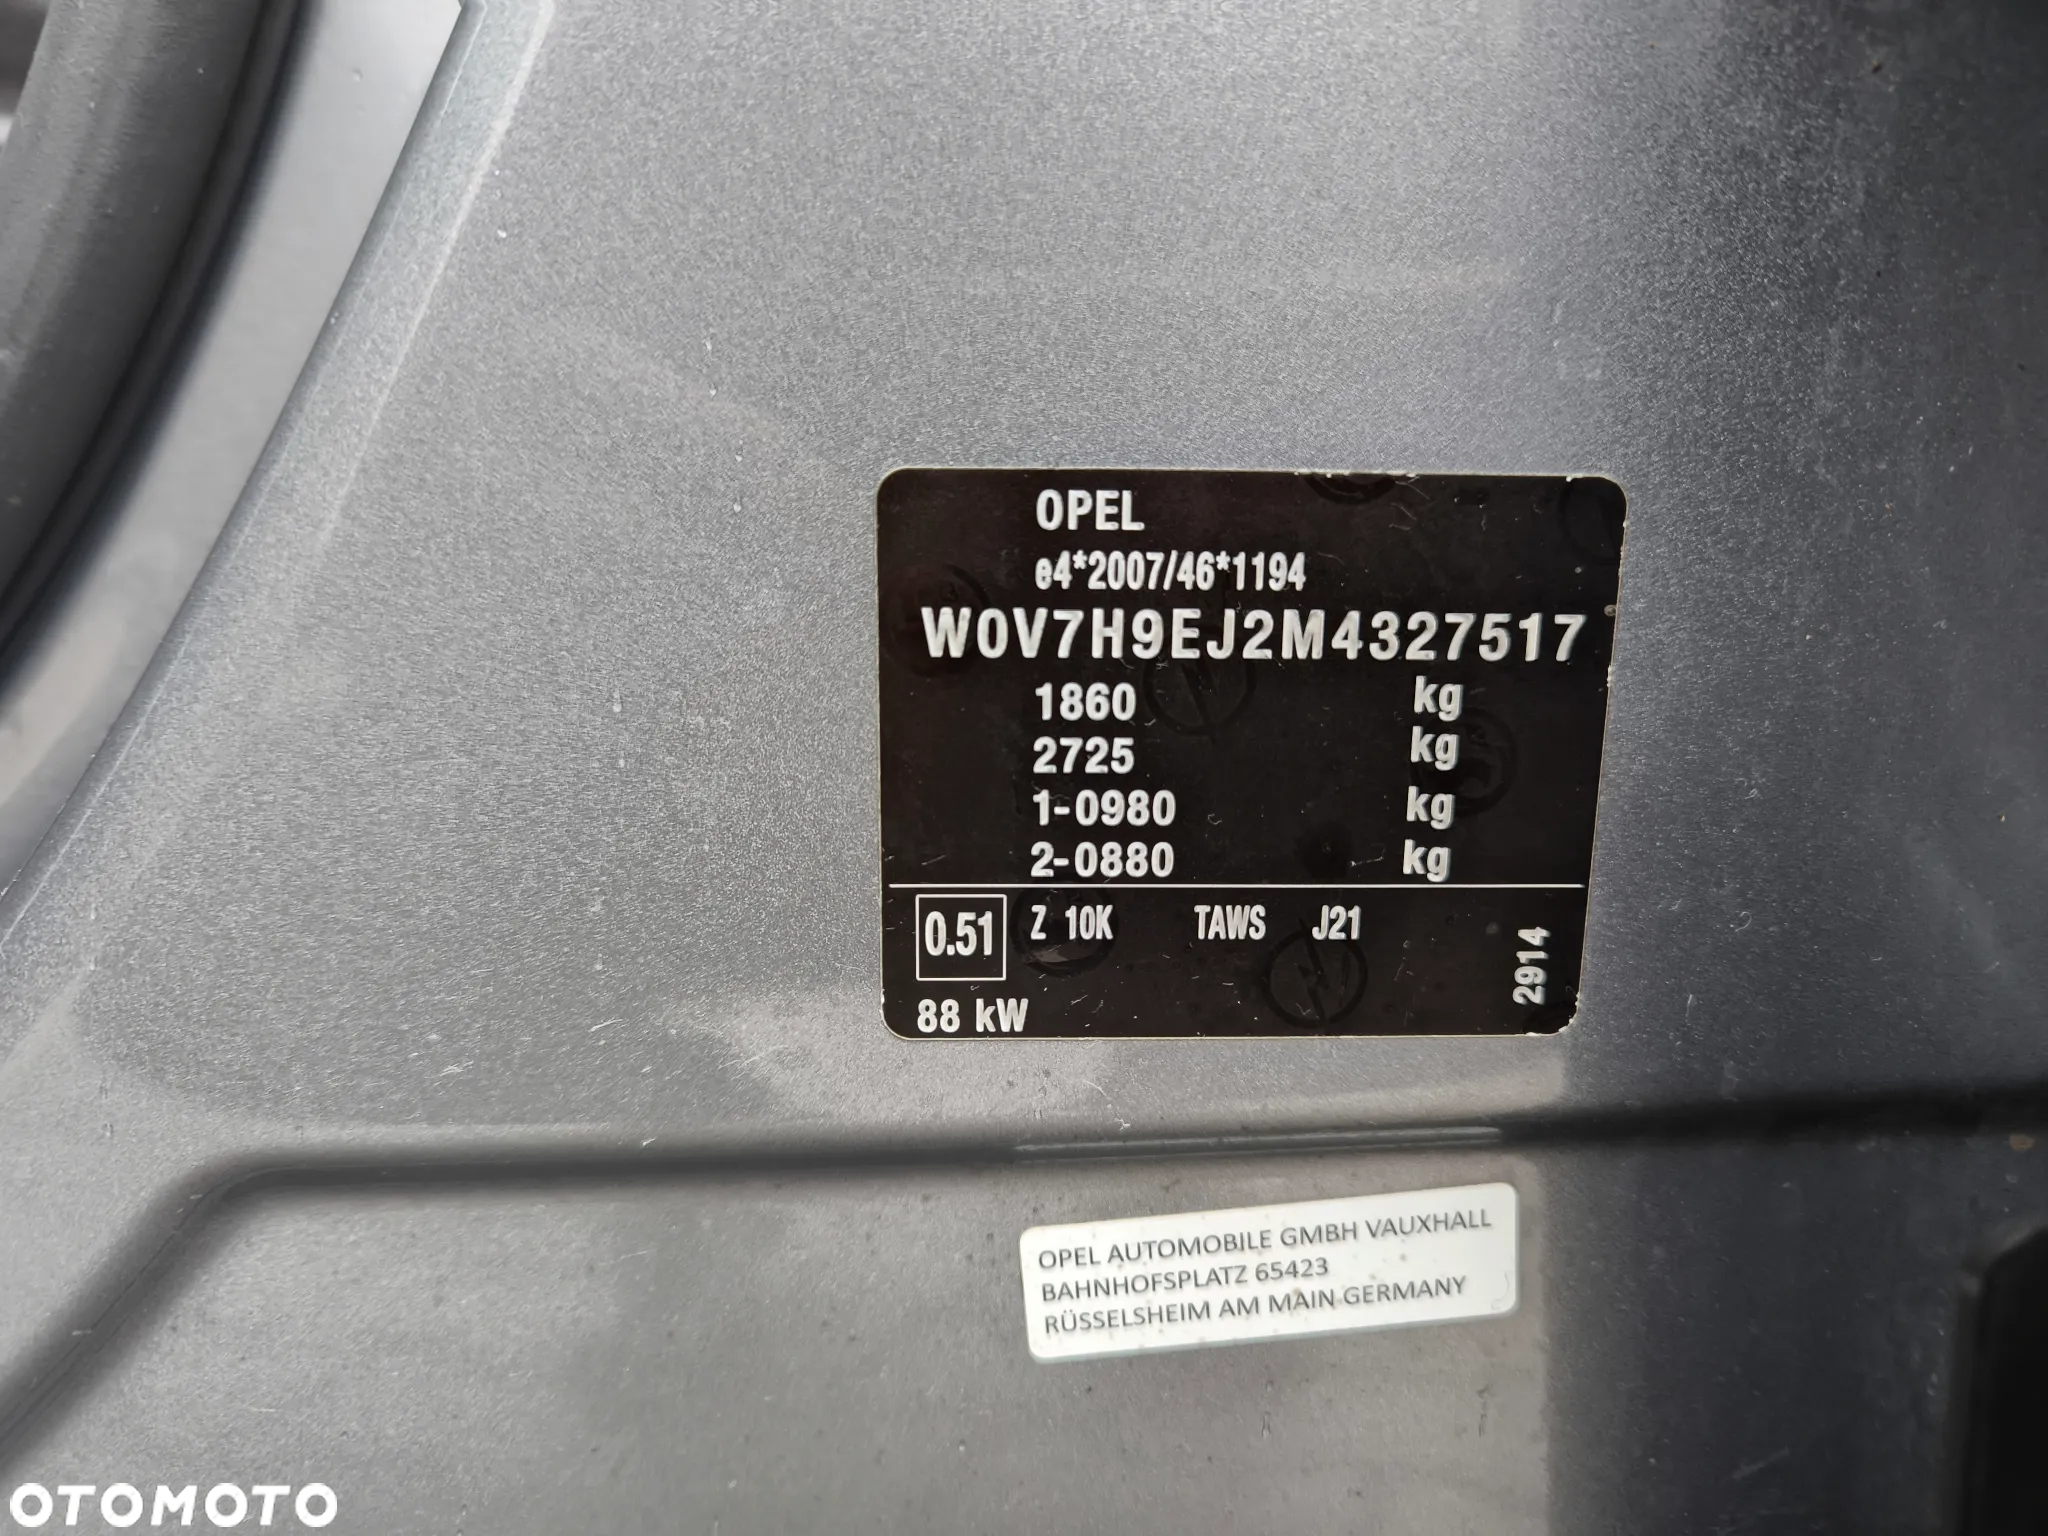 OPEL
e4*2007/46*1194
W0V7H9EJ2M4327517
1860 kg
2725 kg
1-0980 kg
2-0880 kg
0.51 Z 10K TAWS J21
2914
88 kW
OPEL AUTOMOBILE GMBH VAUXHALL
BAHNHOFSPLATZ 65423
RÜSSELSHEIM AM MAIN GERMANY
OTOMOTO